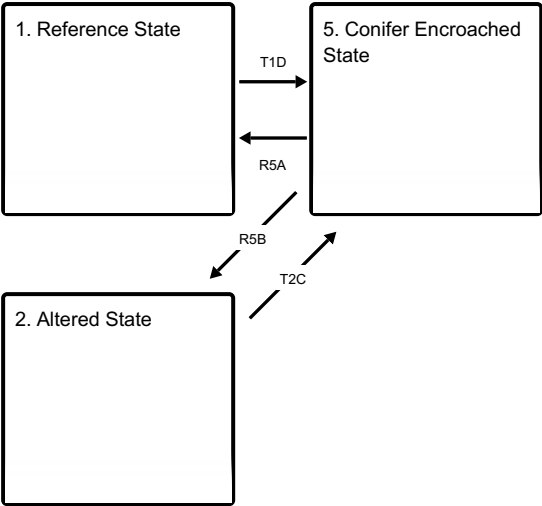 1. Reference State
5. Conifer Encroached
State
T1D
R5A
R5B
T2C
2. Altered State